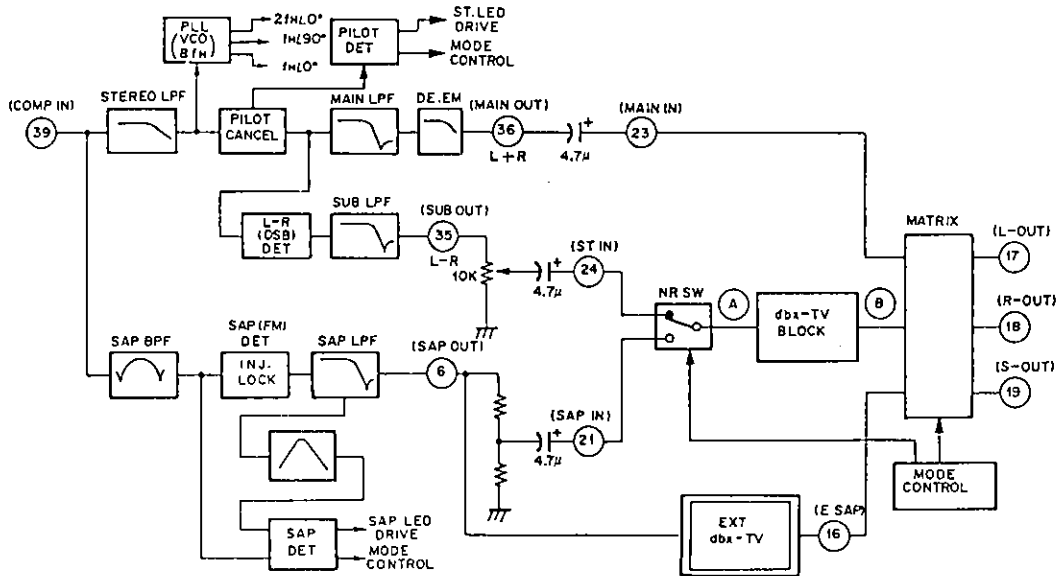 PLL
(VCO
8fH)
2fHL0°
fHL90°
fHL0°
PILOT
DET
ST.LED
DRIVE
MODE
CONTROL
(COMP IN)
39
STEREO LPF
PILOT
CANCEL
MAIN LPF
DE.EM
(MAIN OUT)
36
L+R
+
4.7μ
(MAIN IN)
23
L-R
(DSB)
DET
SUB LPF
(SUB OUT)
35
L-R
10K
+
4.7μ
(ST IN)
24
NR SW
A
dbx-TV
BLOCK
B
MATRIX
(L-OUT)
17
(R-OUT)
18
(S-OUT)
19
SAP BPF
SAP(FM)
DET
INJ.
LOCK
SAP LPF
(SAP OUT)
6
+
4.7μ
(SAP IN)
21
MODE
CONTROL
SAP
DET
SAP LED
DRIVE
MODE
CONTROL
EXT
dbx-TV
(E SAP)
16